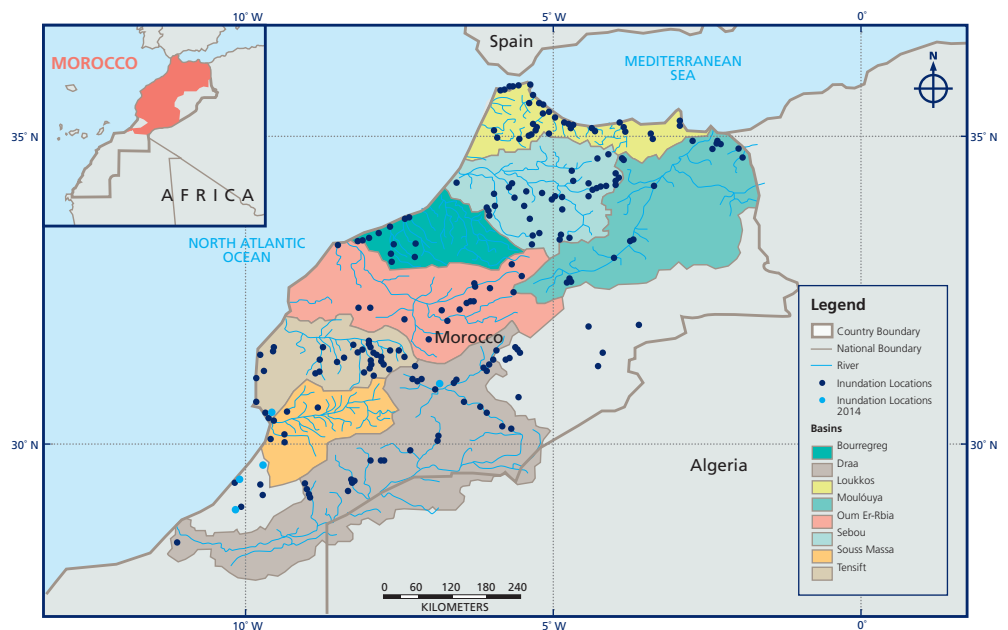 10° W
5° W
0°
Spain
MOROCCO
MEDITERRANEAN
SEA
N
35° N
35° N
AFRICA
NORTH ATLANTIC
OCEAN
Legend
Country Boundary
National Boundary
River
Inundation Locations
Inundation Locations
2014
Basins
Bourregreg
Draa
Loukkos
Moulóuya
Oum Er-Rbia
Sebou
Souss Massa
Tensift
Morocco
30° N
30° N
Algeria
0 60 120 180 240
KILOMETERS
10° W
5° W
0°